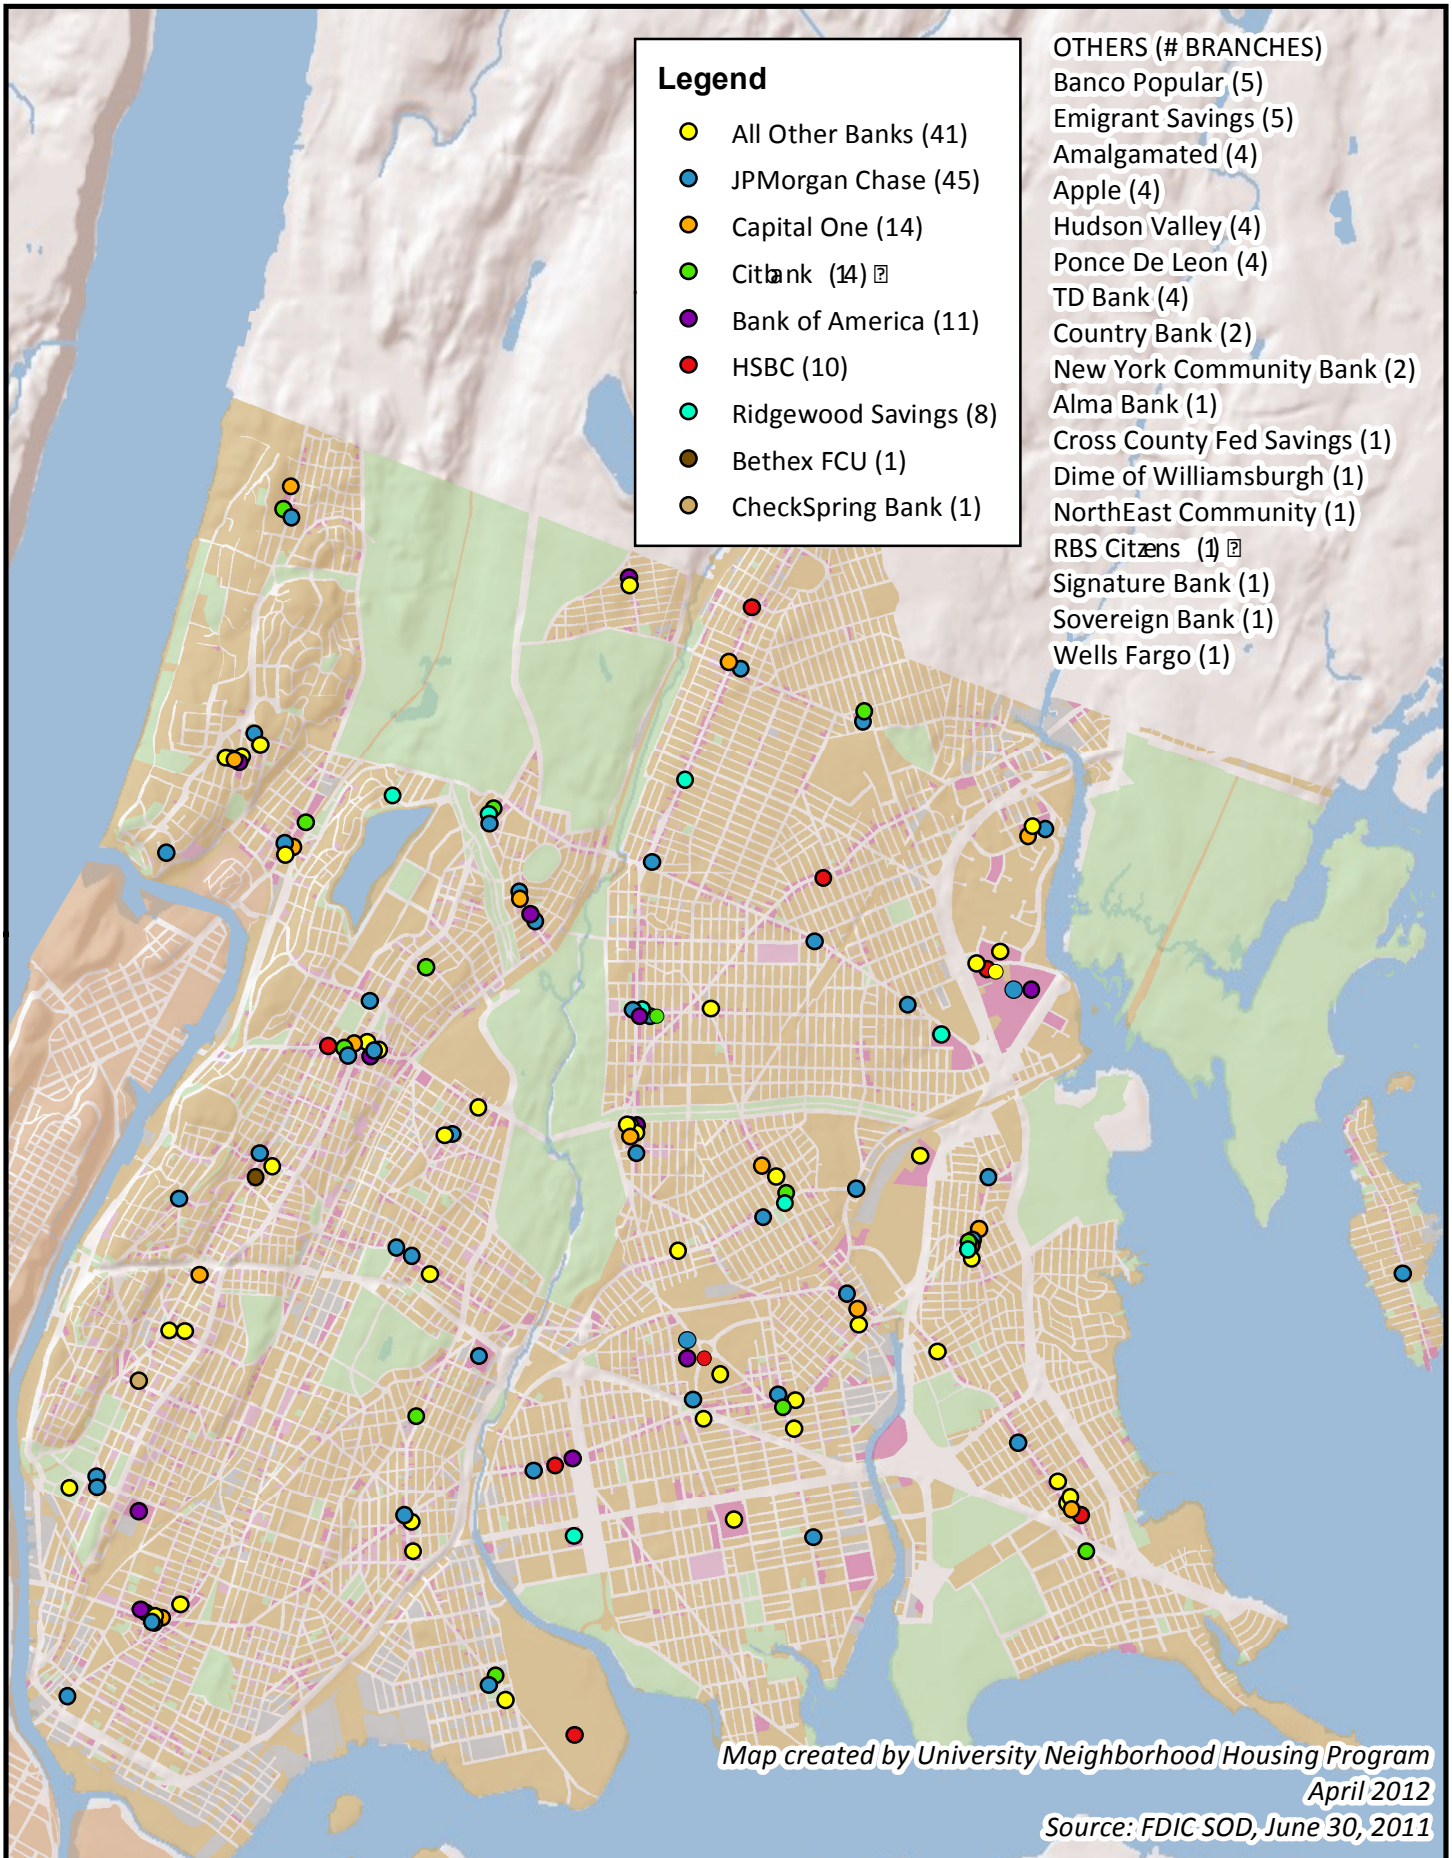 Legend
All Other Banks (41)
JPMorgan Chase (45)
Capital One (14)
Citibank (14)
Bank of America (11)
HSBC (10)
Ridgewood Savings (8)
Bethex FCU (1)
CheckSpring Bank (1)
OTHERS (# BRANCHES)
Banco Popular (5)
Emigrant Savings (5)
Amalgamated (4)
Apple (4)
Hudson Valley (4)
Ponce De Leon (4)
TD Bank (4)
Country Bank (2)
New York Community Bank (2)
Alma Bank (1)
Cross County Fed Savings (1)
Dime of Williamsburgh (1)
NorthEast Community (1)
RBS Citizens (1)
Signature Bank (1)
Sovereign Bank (1)
Wells Fargo (1)
Map created by University Neighborhood Housing Program
April 2012
Source: FDIC SOD, June 30, 2011